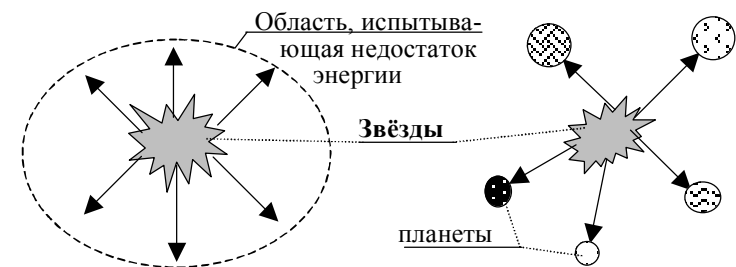 Область, испытыва-
ющая недостаток
энергии
Звёзды
планеты